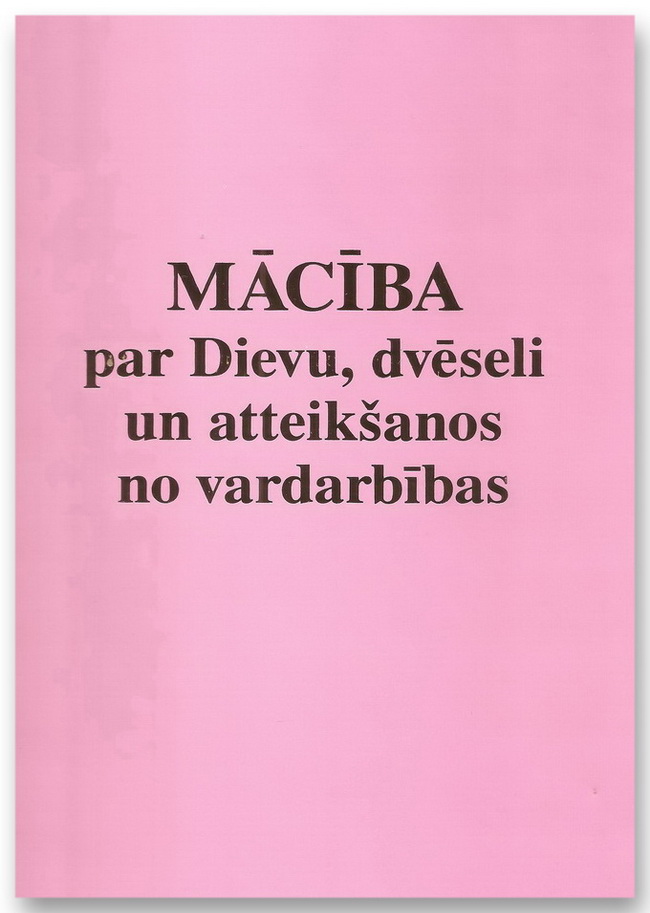 MĀCĪBA
par Dievu, dvēseli
un atteikšanos
no vardarbības